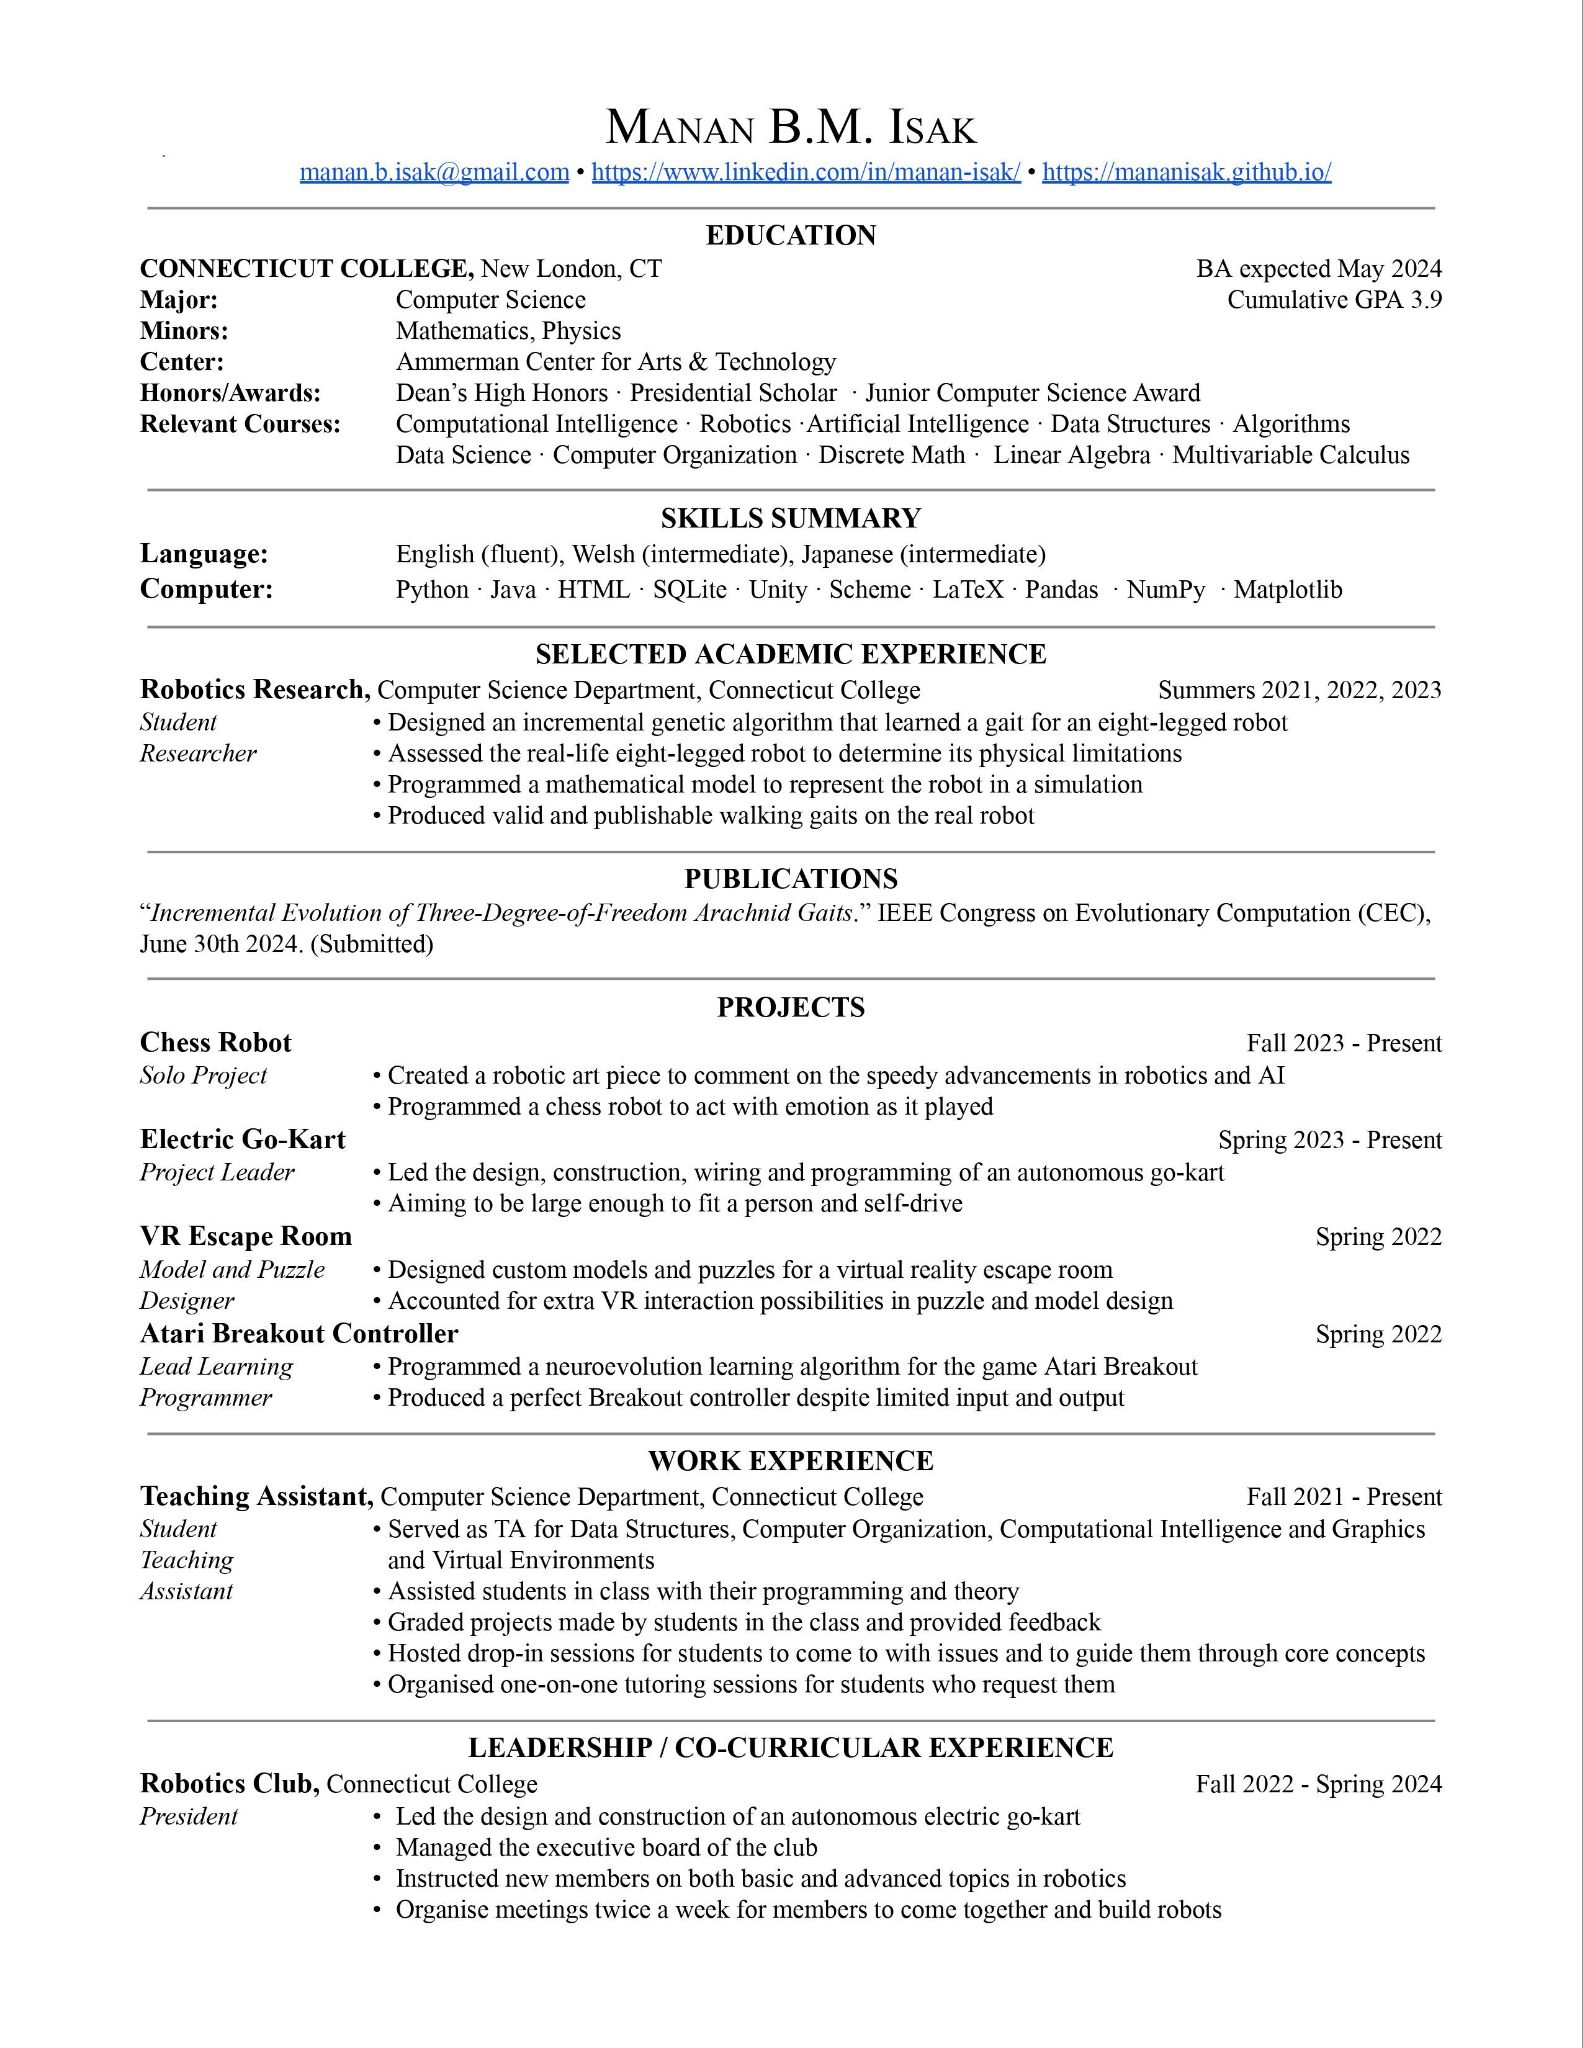 MANAN B.M. ISAK
manan.b.isak@gmail.com • https://www.linkedin.com/in/manan-isak/ • https://mananisak.github.io/
EDUCATION
CONNECTICUT COLLEGE, New London, CT BA expected May 2024
Major: Computer Science Cumulative GPA 3.9
Minors: Mathematics, Physics
Center: Ammerman Center for Arts & Technology
Honors/Awards: Dean’s High Honors · Presidential Scholar · Junior Computer Science Award
Relevant Courses: Computational Intelligence · Robotics ·Artificial Intelligence · Data Structures · Algorithms
Data Science · Computer Organization · Discrete Math · Linear Algebra · Multivariable Calculus
SKILLS SUMMARY
Language: English (fluent), Welsh (intermediate), Japanese (intermediate)
Computer: Python · Java · HTML · SQLite · Unity · Scheme · LaTeX · Pandas · NumPy · Matplotlib
SELECTED ACADEMIC EXPERIENCE
Robotics Research, Computer Science Department, Connecticut College Summers 2021, 2022, 2023
Student • Designed an incremental genetic algorithm that learned a gait for an eight-legged robot
Researcher • Assessed the real-life eight-legged robot to determine its physical limitations
• Programmed a mathematical model to represent the robot in a simulation
• Produced valid and publishable walking gaits on the real robot
PUBLICATIONS
“Incremental Evolution of Three-Degree-of-Freedom Arachnid Gaits.” IEEE Congress on Evolutionary Computation (CEC),
June 30th 2024. (Submitted)
PROJECTS
Chess Robot Fall 2023 - Present
Solo Project • Created a robotic art piece to comment on the speedy advancements in robotics and AI
• Programmed a chess robot to act with emotion as it played
Electric Go-Kart Spring 2023 - Present
Project Leader • Led the design, construction, wiring and programming of an autonomous go-kart
• Aiming to be large enough to fit a person and self-drive
VR Escape Room Spring 2022
Model and Puzzle • Designed custom models and puzzles for a virtual reality escape room
Designer • Accounted for extra VR interaction possibilities in puzzle and model design
Atari Breakout Controller Spring 2022
Lead Learning • Programmed a neuroevolution learning algorithm for the game Atari Breakout
Programmer • Produced a perfect Breakout controller despite limited input and output
WORK EXPERIENCE
Teaching Assistant, Computer Science Department, Connecticut College Fall 2021 - Present
Student • Served as TA for Data Structures, Computer Organization, Computational Intelligence and Graphics
Teaching and Virtual Environments
Assistant • Assisted students in class with their programming and theory
• Graded projects made by students in the class and provided feedback
• Hosted drop-in sessions for students to come to with issues and to guide them through core concepts
• Organised one-on-one tutoring sessions for students who request them
LEADERSHIP / CO-CURRICULAR EXPERIENCE
Robotics Club, Connecticut College Fall 2022 - Spring 2024
President • Led the design and construction of an autonomous electric go-kart
• Managed the executive board of the club
• Instructed new members on both basic and advanced topics in robotics
• Organise meetings twice a week for members to come together and build robots